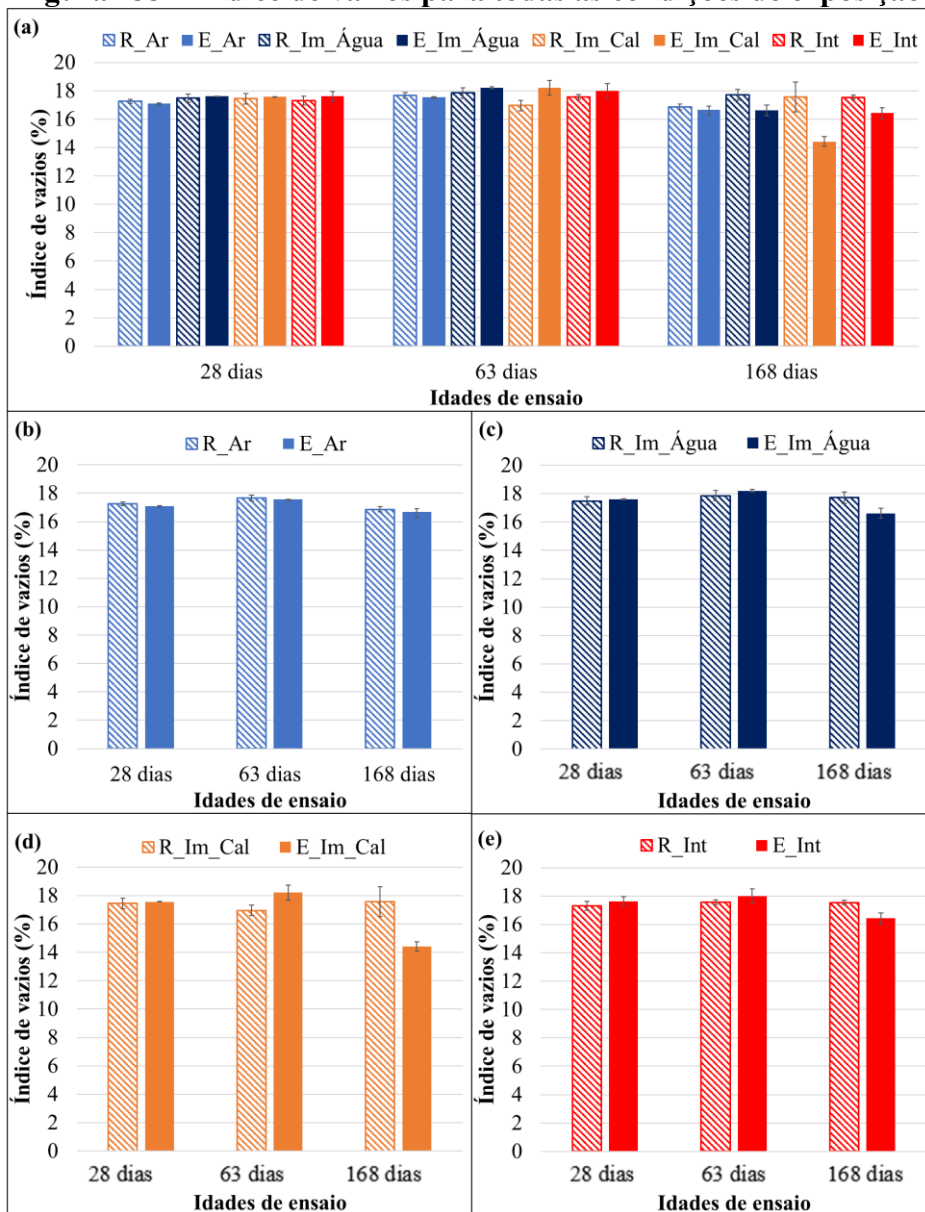 (a)
R_Ar E_Ar R_Im_Água E_Im_Água R_Im_Cal E_Im_Cal R_Int E_Int
Índice de vazios (%)
20
18
16
14
12
10
8
6
4
2
0
28 dias 63 dias 168 dias
Idades de ensaio
(b)
R_Ar E_Ar
Índice de vazios (%)
20
18
16
14
12
10
8
6
4
2
0
28 dias 63 dias 168 dias
Idades de ensaio
(c)
R_Im_Água E_Im_Água
Índice de vazios (%)
20
18
16
14
12
10
8
6
4
2
0
28 dias 63 dias 168 dias
Idades de ensaio
(d)
R_Im_Cal E_Im_Cal
Índice de vazios (%)
20
18
16
14
12
10
8
6
4
2
0
28 dias 63 dias 168 dias
Idades de ensaio
(e)
R_Int E_Int
Índice de vazios (%)
20
18
16
14
12
10
8
6
4
2
0
28 dias 63 dias 168 dias
Idades de ensaio